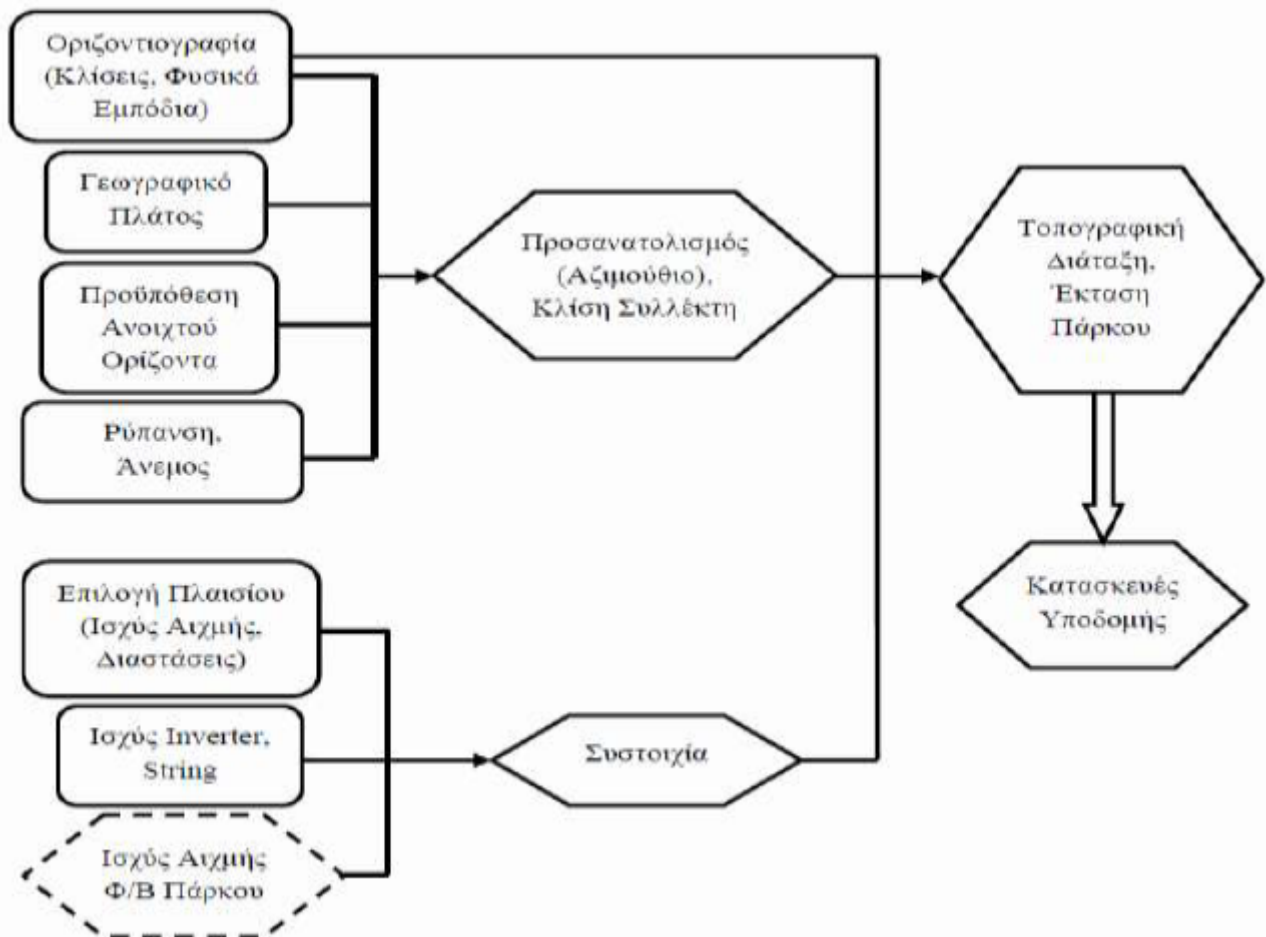 Οριζοντιογραφία
(Κλίσεις, Φυσικά
Εμπόδια)
Γεωγραφικό
Πλάτος
Προϋπόθεση
Ανοιχτού
Ορίζοντα
Ρύπανση,
Άνεμος
Προσανατολισμός
(Αζιμούθιο),
Κλίση Συλλέκτη
Τοπογραφική
Διάταξη,
Έκταση
Πάρκου
Κατασκευές
Υποδομής
Επιλογή Πλαισίου
(Ισχύς Αιχμής,
Διαστάσεις)
Ισχύς Inverter,
String
Ισχύς Αιχμής
Φ/Β Πάρκου
Συστοιχία